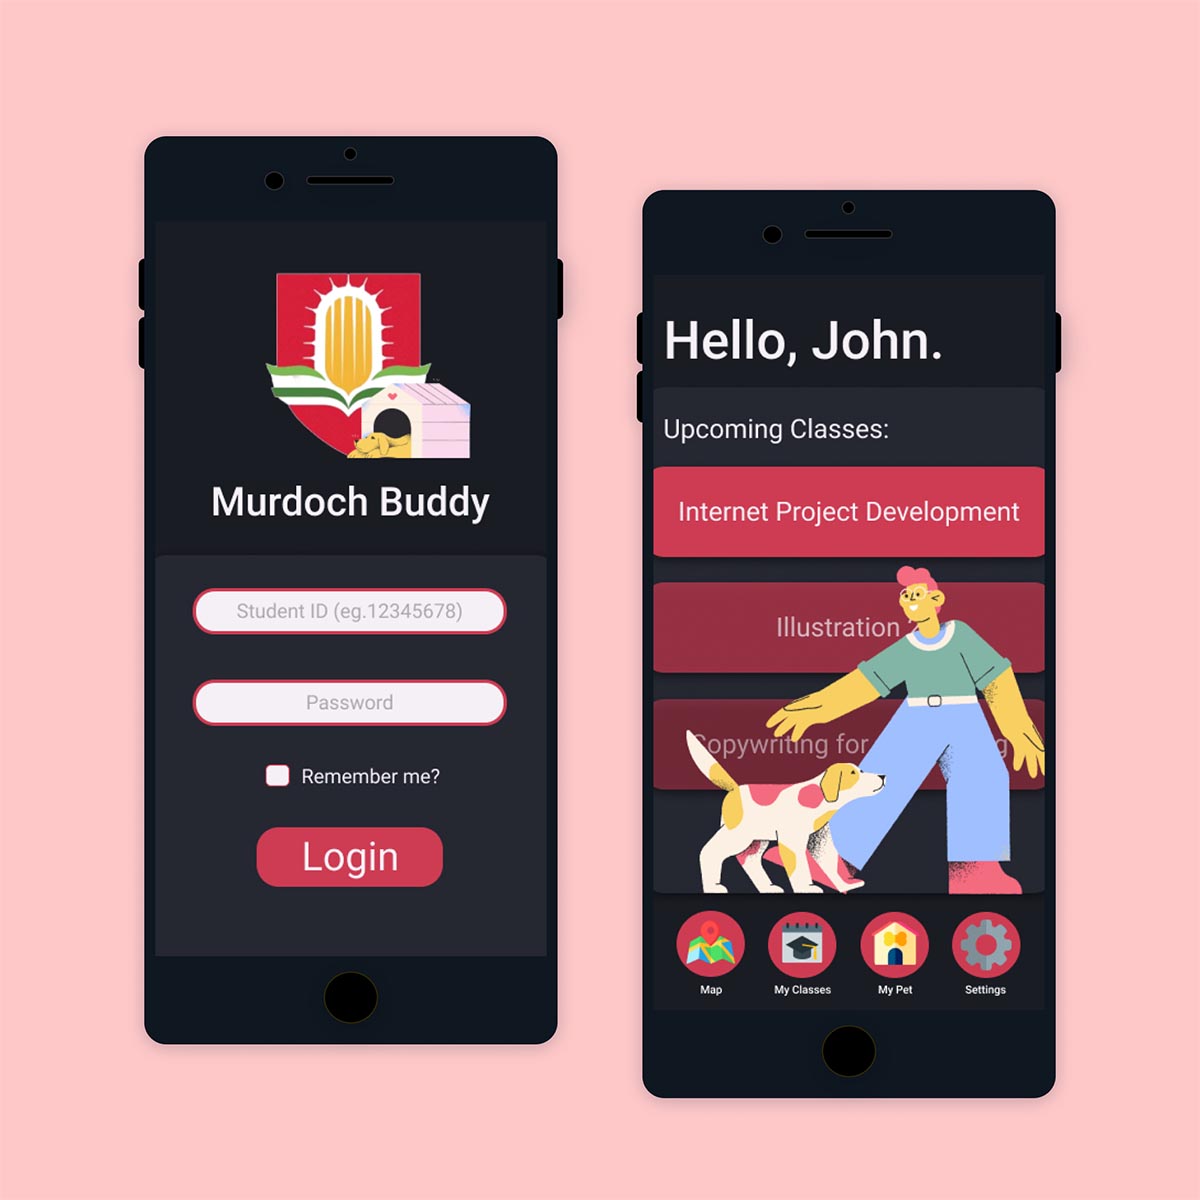 Murdoch Buddy
Student ID (eg.12345678)
Password
Remember me?
Login
Hello, John.
Upcoming Classes:
Internet Project Development
Illustration
Copywriting for
Map
My Classes
My Pet
Settings